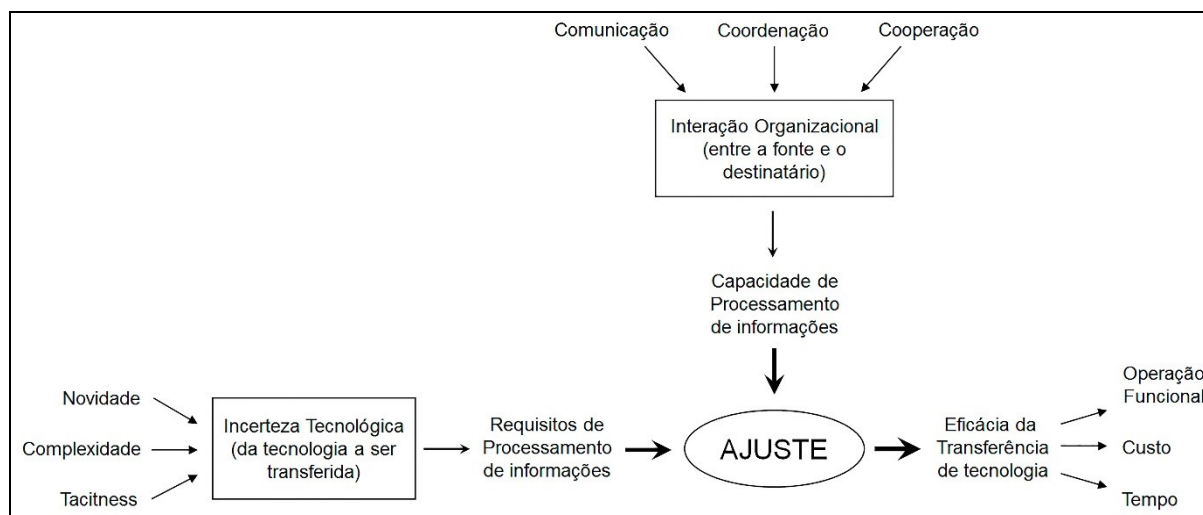 Comunicação
Coordenação
Cooperação
Interação Organizacional
(entre a fonte e o
destinatário)
Capacidade de
Processamento
de informações
Novidade
Complexidade
Tacitness
Incerteza Tecnológica
(da tecnologia a ser
transferida)
Requisitos de
Processamento
de informações
AJUSTE
Eficácia da
Transferência
de tecnologia
Operação
Funcional
Custo
Tempo